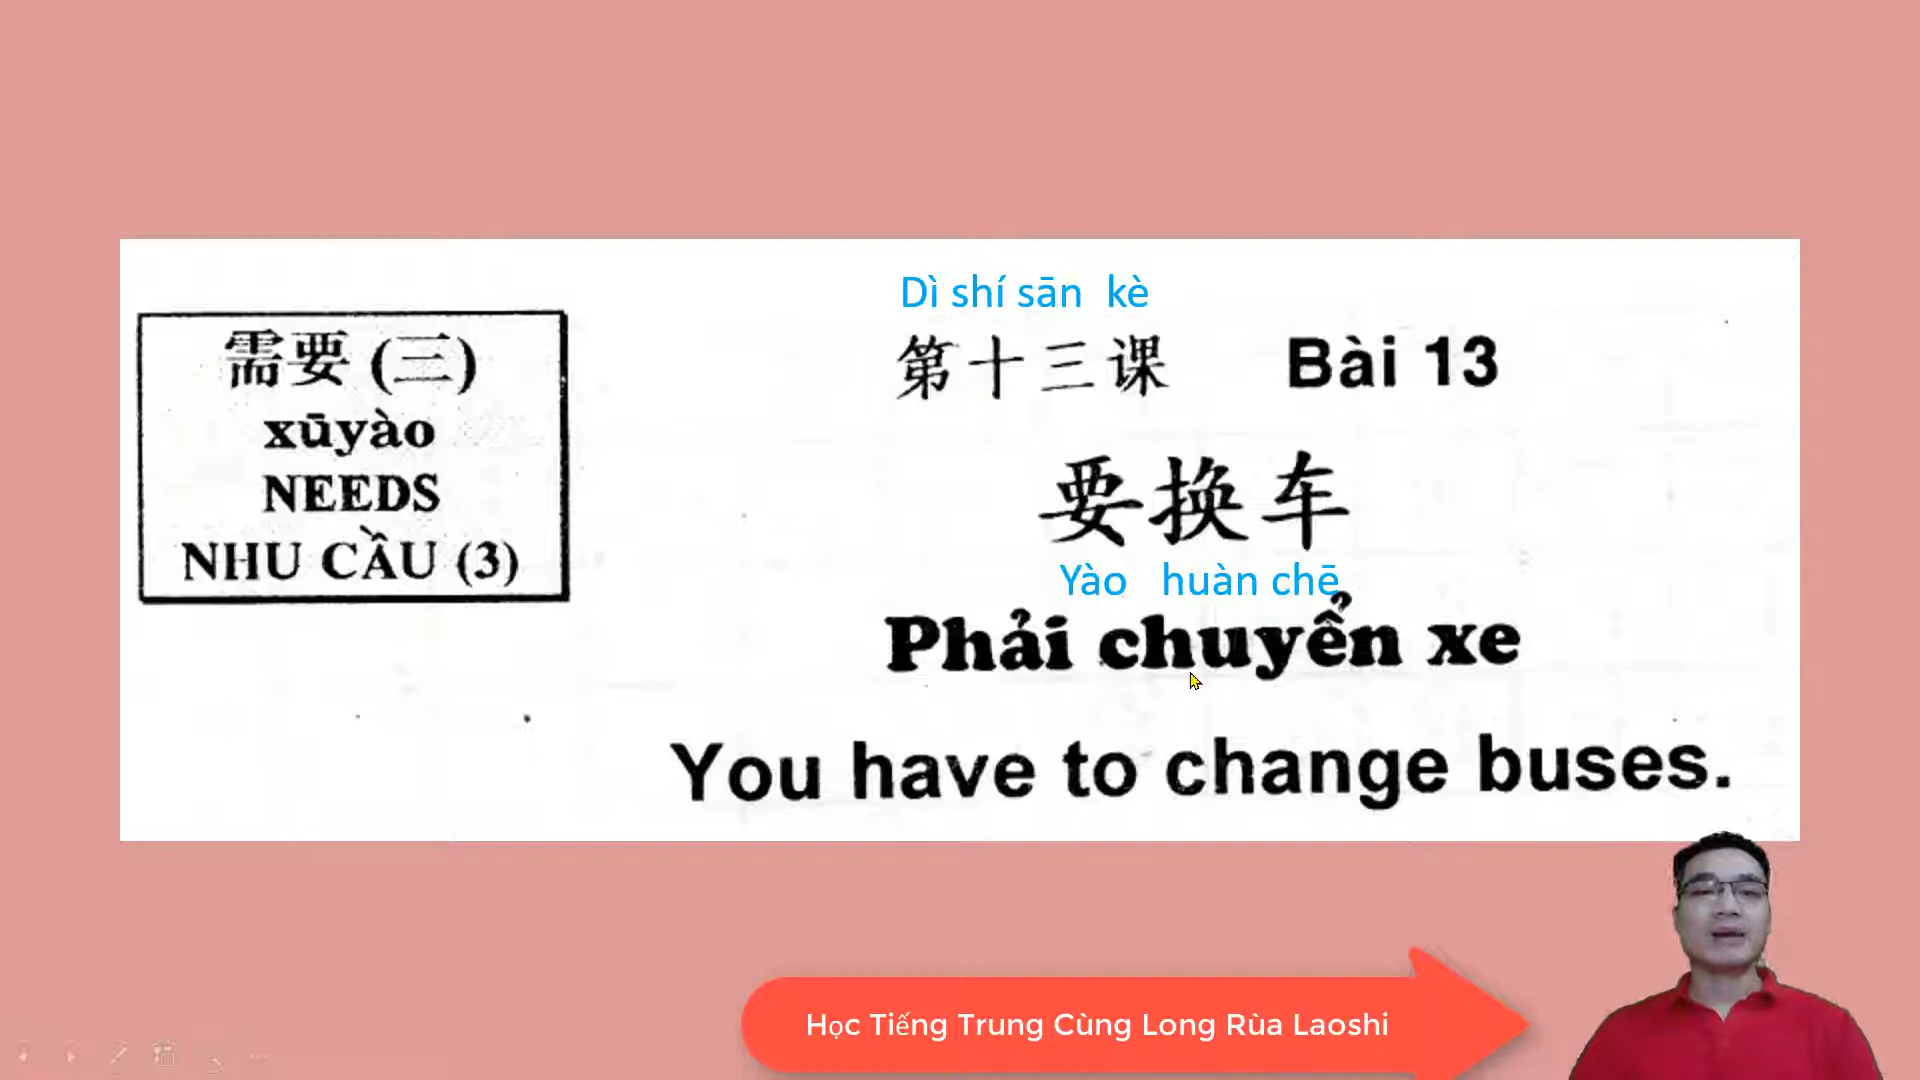 需要 (三)
xūyào
NEEDS
NHU CẦU (3)
Dì shí sān kè
第十三课 Bài 13
要换车
Yào huàn chē
Phải chuyển xe
You have to change buses.
Học Tiếng Trung Cùng Long Rùa Laoshi